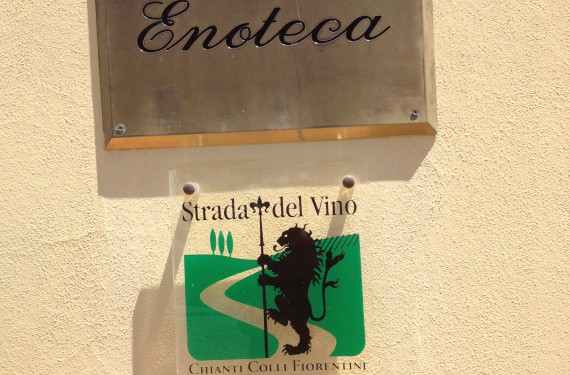 Enoteca
Strada del Vino
Chianti Colli Fiorentini